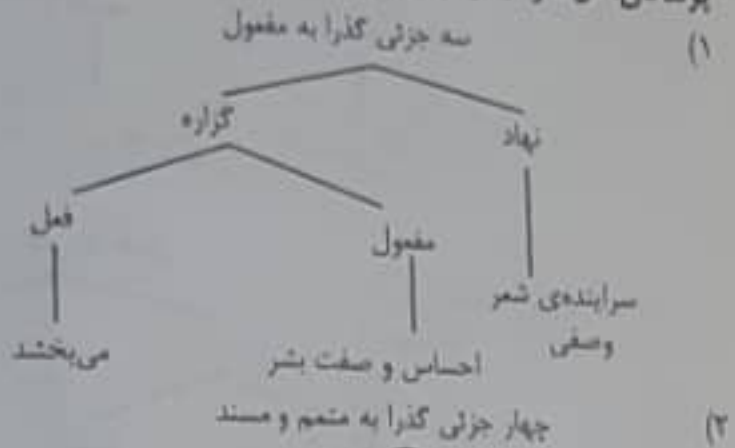 ۱) سه جزئی گذرا به مفعول
نهاد گزاره
مفعول فعل
سراینده‌ی شعر
وصفی
احساس و صفت بشر می‌بخشد
۲) چهار جزئی گذرا به متمم و مسند